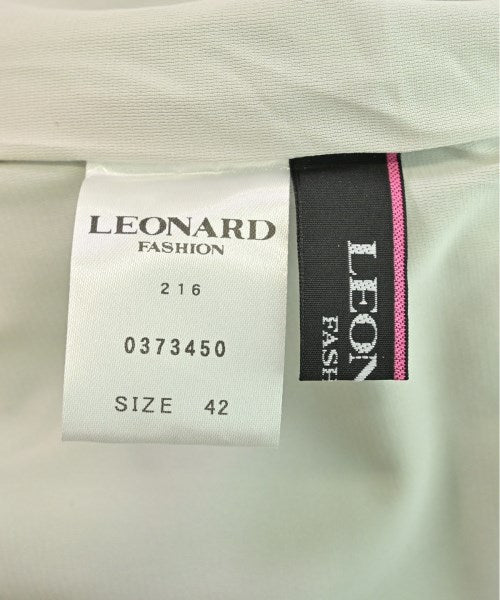 LEONARD
FASHION
216
0373450
SIZE 42
LEON
FASH